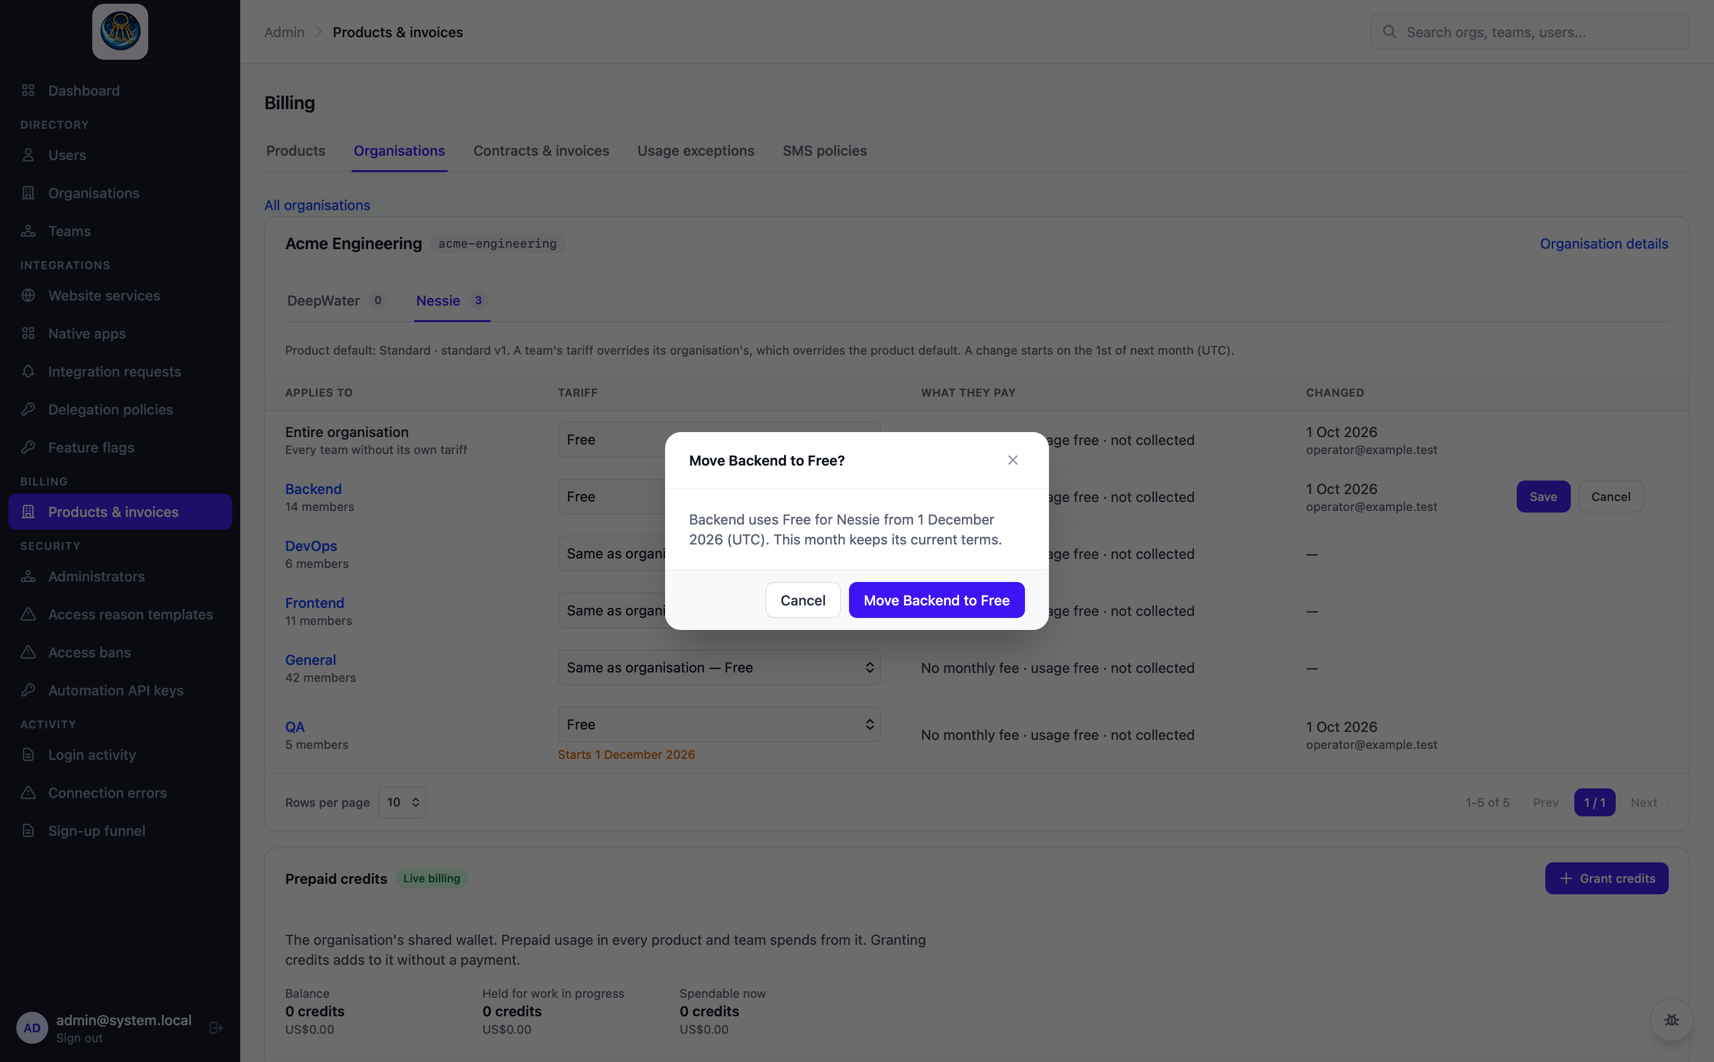 Admin
Products & invoices
Search orgs, teams, users...
Dashboard
DIRECTORY
Users
Organisations
Teams
INTEGRATIONS
Website services
Native apps
Integration requests
Delegation policies
Feature flags
BILLING
Products & invoices
SECURITY
Administrators
Access reason templates
Access bans
Automation API keys
ACTIVITY
Login activity
Connection errors
Sign-up funnel
AD
admin@system.local
Sign out
Billing
Products
Organisations
Contracts & invoices
Usage exceptions
SMS policies
All organisations
Acme Engineering
acme-engineering
Organisation details
DeepWater 0
Nessie 3
Product default: Standard · standard v1. A team's tariff overrides its organisation's, which overrides the product default. A change starts on the 1st of next month (UTC).
APPLIES TO
TARIFF
WHAT THEY PAY
CHANGED
Entire organisation
Every team without its own tariff
Free
age free · not collected
1 Oct 2026
operator@example.test
Backend
14 members
Free
age free · not collected
1 Oct 2026
operator@example.test
Save
Cancel
DevOps
6 members
Same as organi
age free · not collected
—
Frontend
11 members
Same as organi
age free · not collected
—
General
42 members
Same as organisation — Free
No monthly fee · usage free · not collected
—
QA
5 members
Free
Starts 1 December 2026
No monthly fee · usage free · not collected
1 Oct 2026
operator@example.test
Rows per page
10
1-5 of 5
Prev
1 / 1
Next
Move Backend to Free?
Backend uses Free for Nessie from 1 December
2026 (UTC). This month keeps its current terms.
Cancel
Move Backend to Free
Prepaid credits
Live billing
Grant credits
The organisation's shared wallet. Prepaid usage in every product and team spends from it. Granting
credits adds to it without a payment.
Balance
0 credits
US$0.00
Held for work in progress
0 credits
US$0.00
Spendable now
0 credits
US$0.00